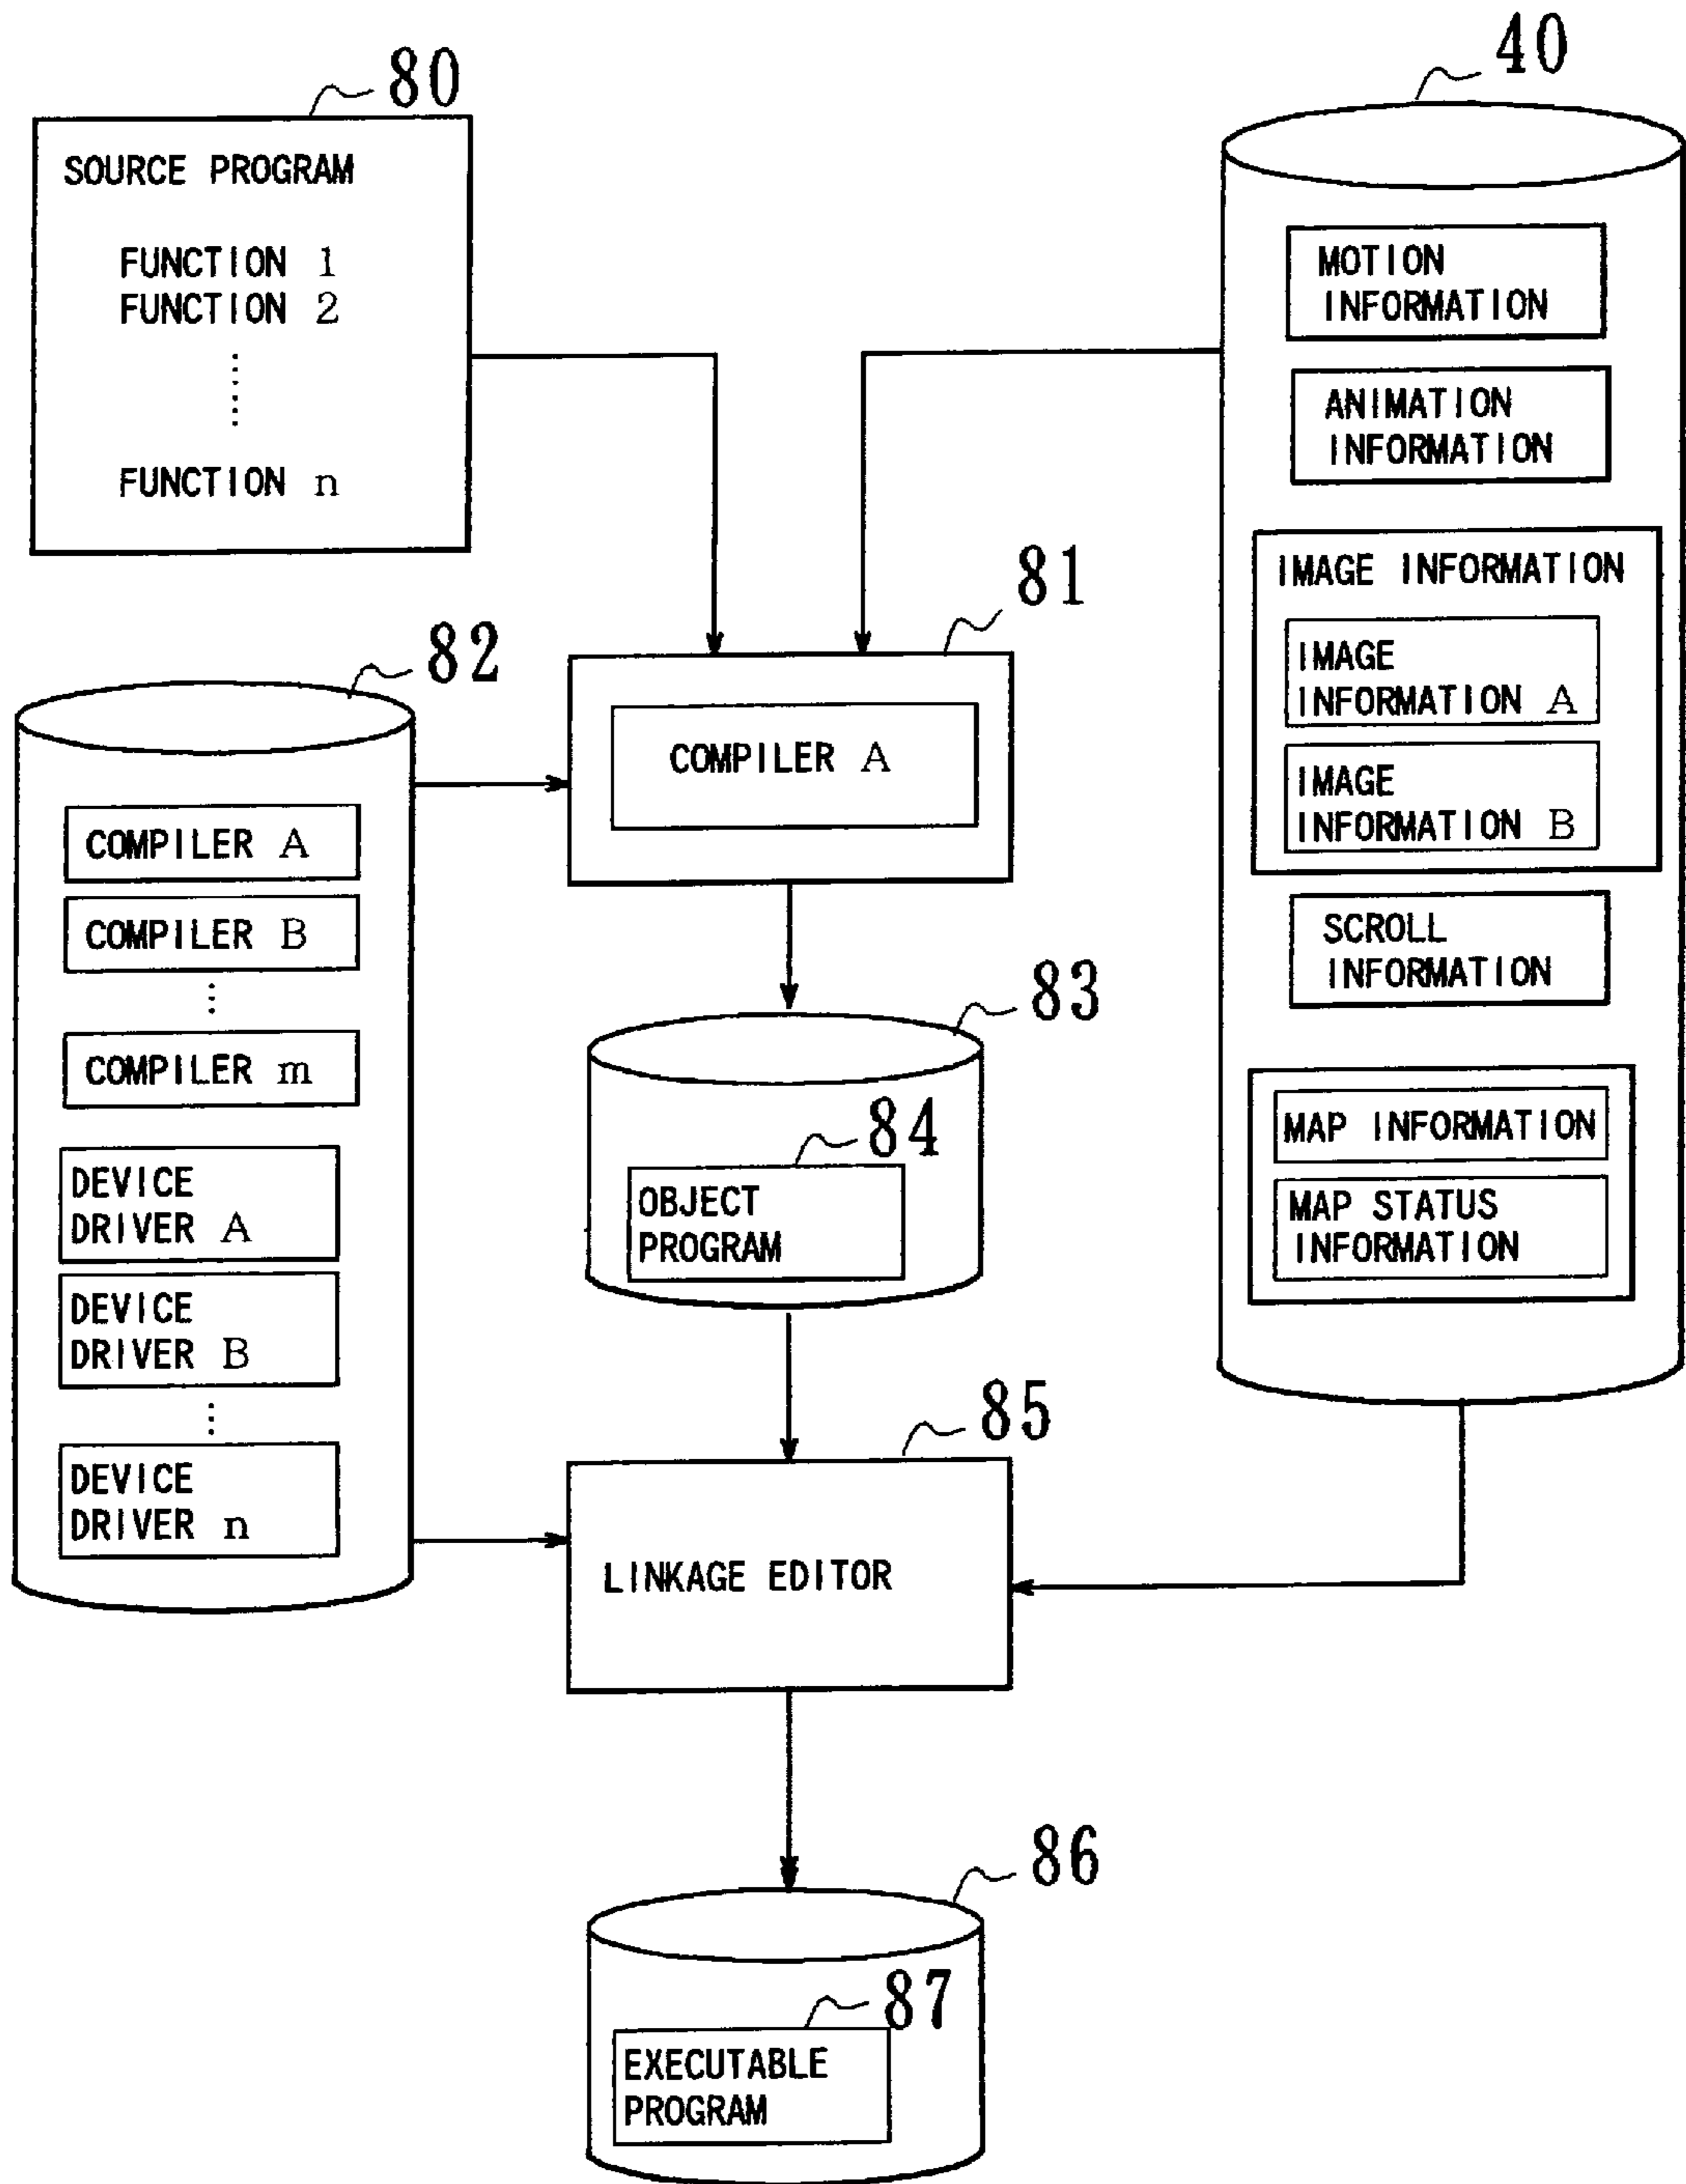 80
SOURCE PROGRAM
FUNCTION 1
FUNCTION 2
FUNCTION n
40
MOTION
INFORMATION
ANIMATION
INFORMATION
IMAGE INFORMATION
IMAGE
INFORMATION A
IMAGE
INFORMATION B
SCROLL
INFORMATION
MAP INFORMATION
MAP STATUS
INFORMATION
82
COMPILER A
COMPILER B
COMPILER m
DEVICE
DRIVER A
DEVICE
DRIVER B
DEVICE
DRIVER n
81
COMPILER A
83
84
OBJECT
PROGRAM
85
LINKAGE EDITOR
86
87
EXECUTABLE
PROGRAM